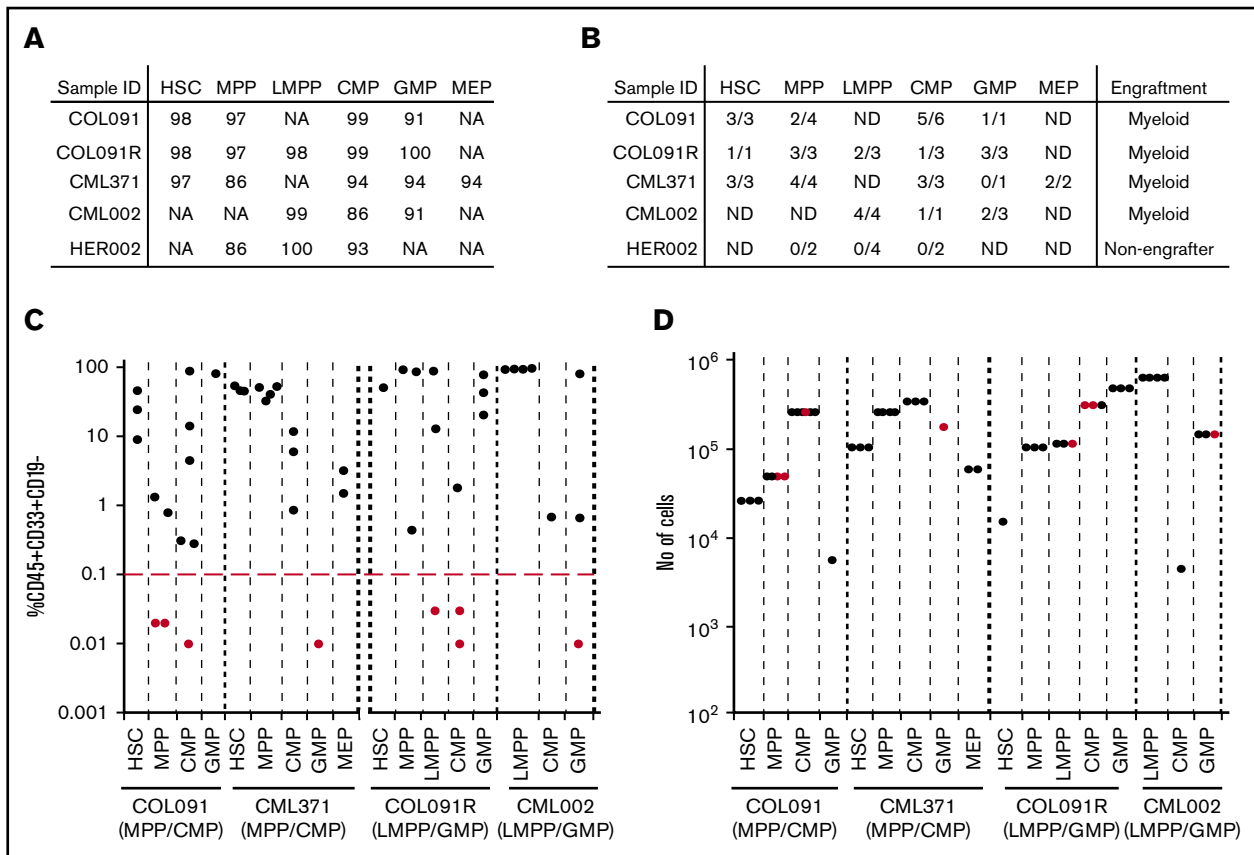 A
Sample ID HSC MPP LMPP CMP GMP MEP
COL091 98 97 NA 99 91 NA
COL091R 98 97 98 99 100 NA
CML371 97 86 NA 94 94 94
CML002 NA NA 99 86 91 NA
HER002 NA 86 100 93 NA NA
B
Sample ID HSC MPP LMPP CMP GMP MEP Engraftment
COL091 3/3 2/4 ND 5/6 1/1 ND Myeloid
COL091R 1/1 3/3 2/3 1/3 3/3 ND Myeloid
CML371 3/3 4/4 ND 3/3 0/1 2/2 Myeloid
CML002 ND ND 4/4 1/1 2/3 ND Myeloid
HER002 ND 0/2 0/4 0/2 ND ND Non-engrafter
C
%CD45+CD33+CD19-
100
10
1
0.1
0.01
0.001
HSC MPP CMP GMP HSC MPP CMP GMP MEP HSC MPP LMPP CMP GMP LMPP CMP GMP
COL091 CML371 COL091R CML002
(MPP/CMP) (MPP/CMP) (LMPP/GMP) (LMPP/GMP)
D
No of cells
10⁶
10⁵
10⁴
10³
10²
HSC MPP CMP GMP HSC MPP CMP GMP MEP HSC MPP LMPP CMP GMP LMPP CMP GMP
COL091 CML371 COL091R CML002
(MPP/CMP) (MPP/CMP) (LMPP/GMP) (LMPP/GMP)